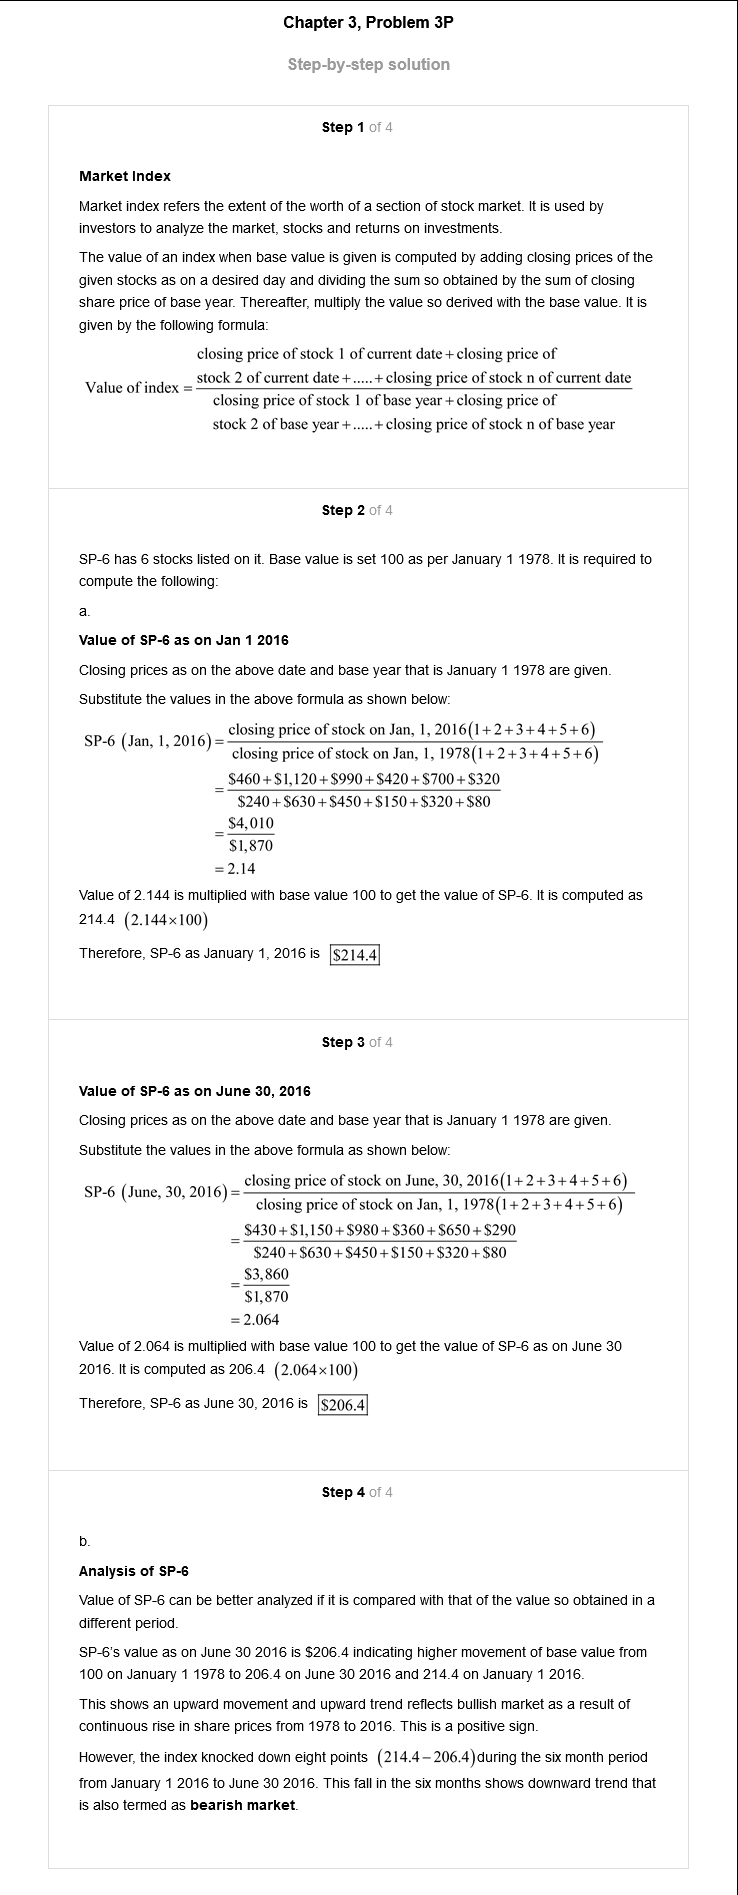 Chapter 3, Problem 3P
Step-by-step solution
Step 1 of 4
Market Index
Market index refers the extent of the worth of a section of stock market. It is used by
investors to analyze the market, stocks and returns on investments.
The value of an index when base value is given is computed by adding closing prices of the
given stocks as on a desired day and dividing the sum so obtained by the sum of closing
share price of base year. Thereafter, multiply the value so derived with the base value. It is
given by the following formula:
closing price of stock 1 of current date + closing price of
Value of index = stock 2 of current date + ..... + closing price of stock n of current date
closing price of stock 1 of base year + closing price of
stock 2 of base year + ..... + closing price of stock n of base year
Step 2 of 4
SP-6 has 6 stocks listed on it. Base value is set 100 as per January 1 1978. It is required to
compute the following:
a.
Value of SP-6 as on Jan 1 2016
Closing prices as on the above date and base year that is January 1 1978 are given.
Substitute the values in the above formula as shown below:
SP-6 (Jan, 1, 2016) = closing price of stock on Jan, 1, 2016(1+2+3+4+5+6)
closing price of stock on Jan, 1, 1978(1+2+3+4+5+6)
= $460+$1,120+$990+$420+$700+$320
$240+$630+$450+$150+$320+$80
= $4,010
$1,870
= 2.14
Value of 2.144 is multiplied with base value 100 to get the value of SP-6. It is computed as
214.4 (2.144×100)
Therefore, SP-6 as January 1, 2016 is $214.4
Step 3 of 4
Value of SP-6 as on June 30, 2016
Closing prices as on the above date and base year that is January 1 1978 are given.
Substitute the values in the above formula as shown below:
SP-6 (June, 30, 2016) = closing price of stock on June, 30, 2016(1+2+3+4+5+6)
closing price of stock on Jan, 1, 1978(1+2+3+4+5+6)
= $430+$1,150+$980+$360+$650+$290
$240+$630+$450+$150+$320+$80
= $3,860
$1,870
= 2.064
Value of 2.064 is multiplied with base value 100 to get the value of SP-6 as on June 30
2016. It is computed as 206.4 (2.064×100)
Therefore, SP-6 as June 30, 2016 is $206.4
Step 4 of 4
b.
Analysis of SP-6
Value of SP-6 can be better analyzed if it is compared with that of the value so obtained in a
different period.
SP-6's value as on June 30 2016 is $206.4 indicating higher movement of base value from
100 on January 1 1978 to 206.4 on June 30 2016 and 214.4 on January 1 2016.
This shows an upward movement and upward trend reflects bullish market as a result of
continuous rise in share prices from 1978 to 2016. This is a positive sign.
However, the index knocked down eight points (214.4−206.4)during the six month period
from January 1 2016 to June 30 2016. This fall in the six months shows downward trend that
is also termed as bearish market.